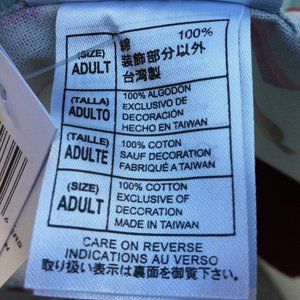 (SIZE)
ADULT
綿 100%
装飾部分以外
台湾製
(TALLA)
ADULTO
100% ALGODON
EXCLUSIVO DE
DECORACIÓN
HECHO EN TAIWAN
(TAILLE)
ADULTE
100% COTON
SAUF DECORATION
FABRIQUÉ A TAIWAN
(SIZE)
ADULT
100% COTTON
EXCLUSIVE OF
DECORATION
MADE IN TAIWAN
CARE ON REVERSE
INDICATIONS AU VERSO
取り扱い表示は裏面を御覧下さい